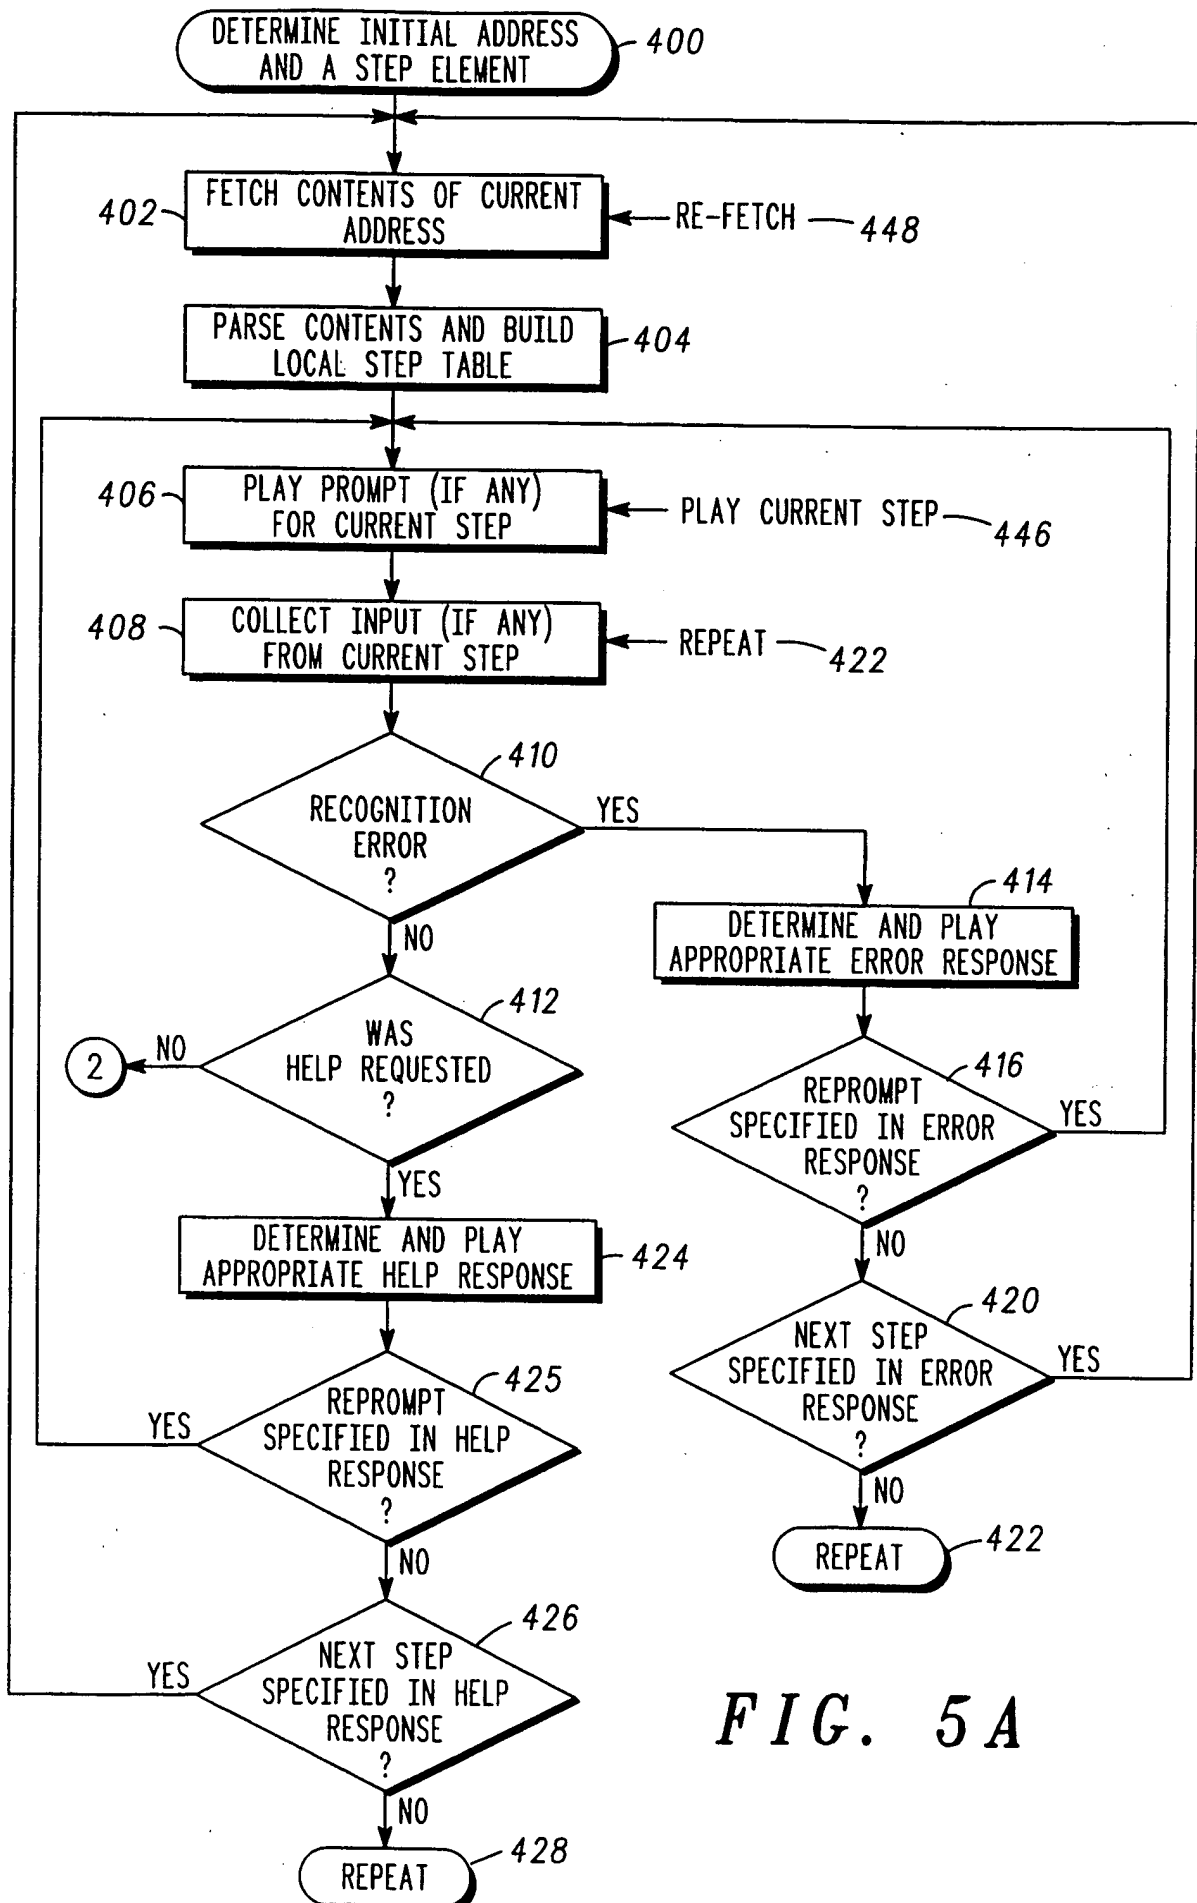 DETERMINE INITIAL ADDRESS
AND A STEP ELEMENT
400
FETCH CONTENTS OF CURRENT
ADDRESS
402
RE-FETCH
448
PARSE CONTENTS AND BUILD
LOCAL STEP TABLE
404
PLAY PROMPT (IF ANY)
FOR CURRENT STEP
406
PLAY CURRENT STEP
446
COLLECT INPUT (IF ANY)
FROM CURRENT STEP
408
REPEAT
422
410
RECOGNITION
ERROR
?
YES
NO
414
DETERMINE AND PLAY
APPROPRIATE ERROR RESPONSE
412
WAS
HELP REQUESTED
?
NO
2
YES
416
REPROMPT
SPECIFIED IN ERROR
RESPONSE
?
YES
NO
DETERMINE AND PLAY
APPROPRIATE HELP RESPONSE
424
420
NEXT STEP
SPECIFIED IN ERROR
RESPONSE
?
YES
NO
REPEAT
422
425
REPROMPT
SPECIFIED IN HELP
RESPONSE
?
YES
NO
426
NEXT STEP
SPECIFIED IN HELP
RESPONSE
?
YES
NO
REPEAT
428
FIG. 5A